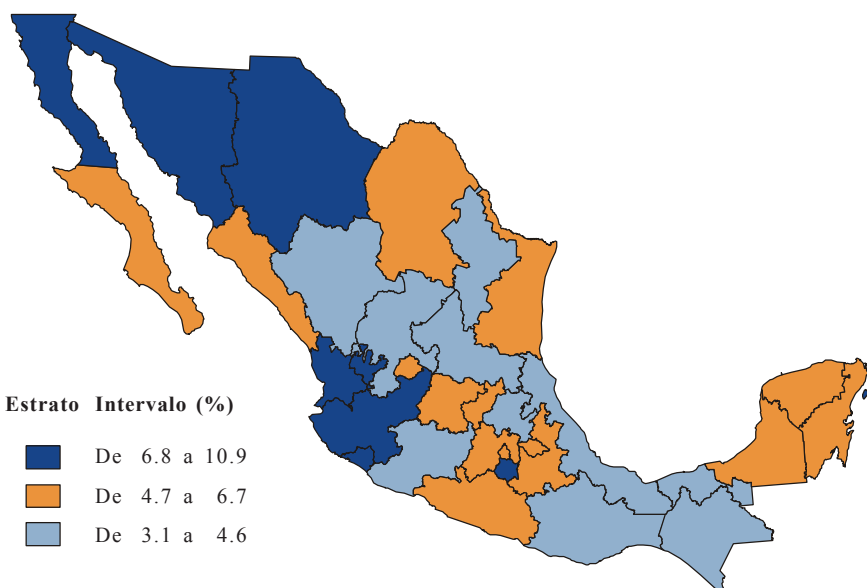 Estrato Intervalo (%)
De 6.8 a 10.9
De 4.7 a 6.7
De 3.1 a 4.6